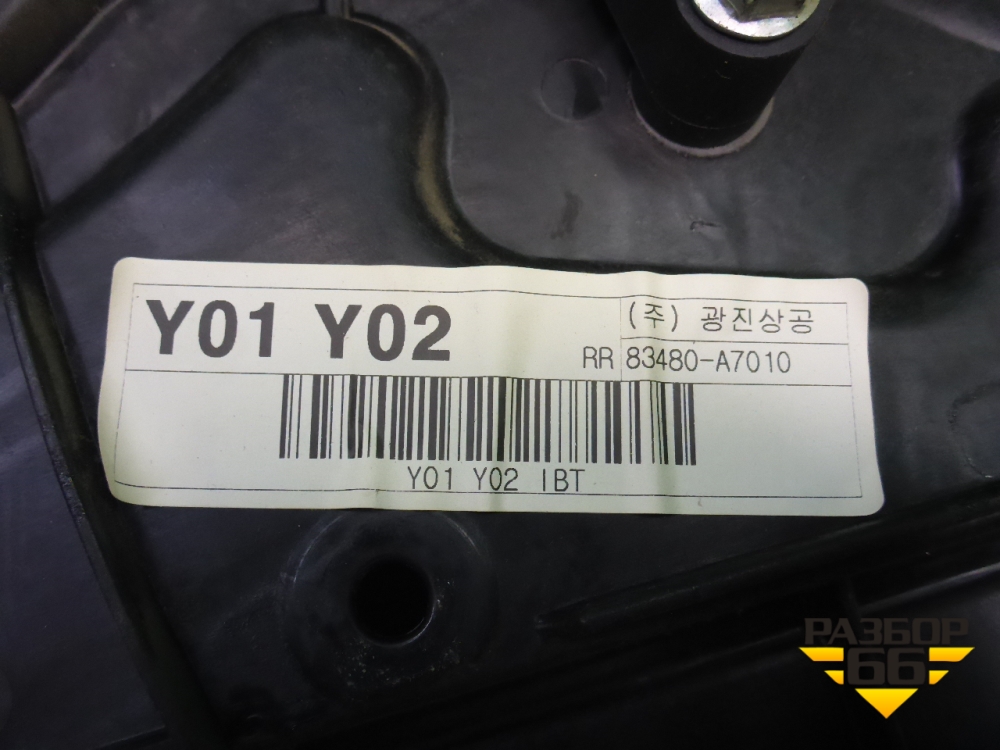 Y01 Y02
(주) 광진상공
RR 83480-A7010
Y01 Y02 IBT
РАЗБОР
66